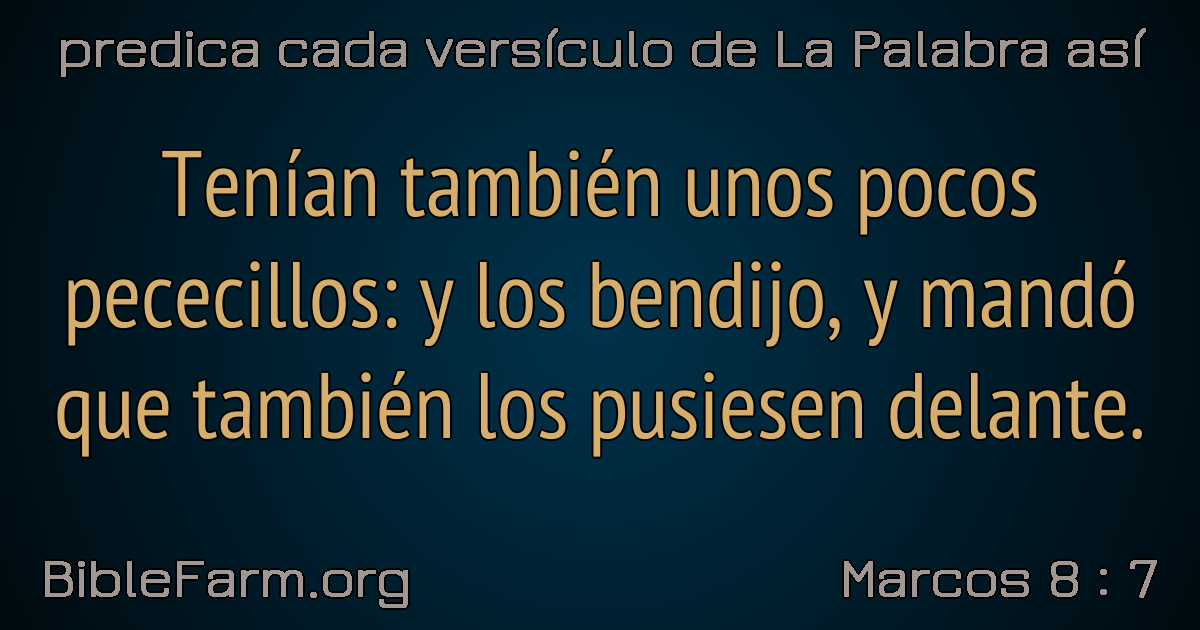 predica cada versículo de La Palabra así
Tenían también unos pocos
pececillos: y los bendijo, y mandó
que también los pusiesen delante.
BibleFarm.org
Marcos 8 : 7